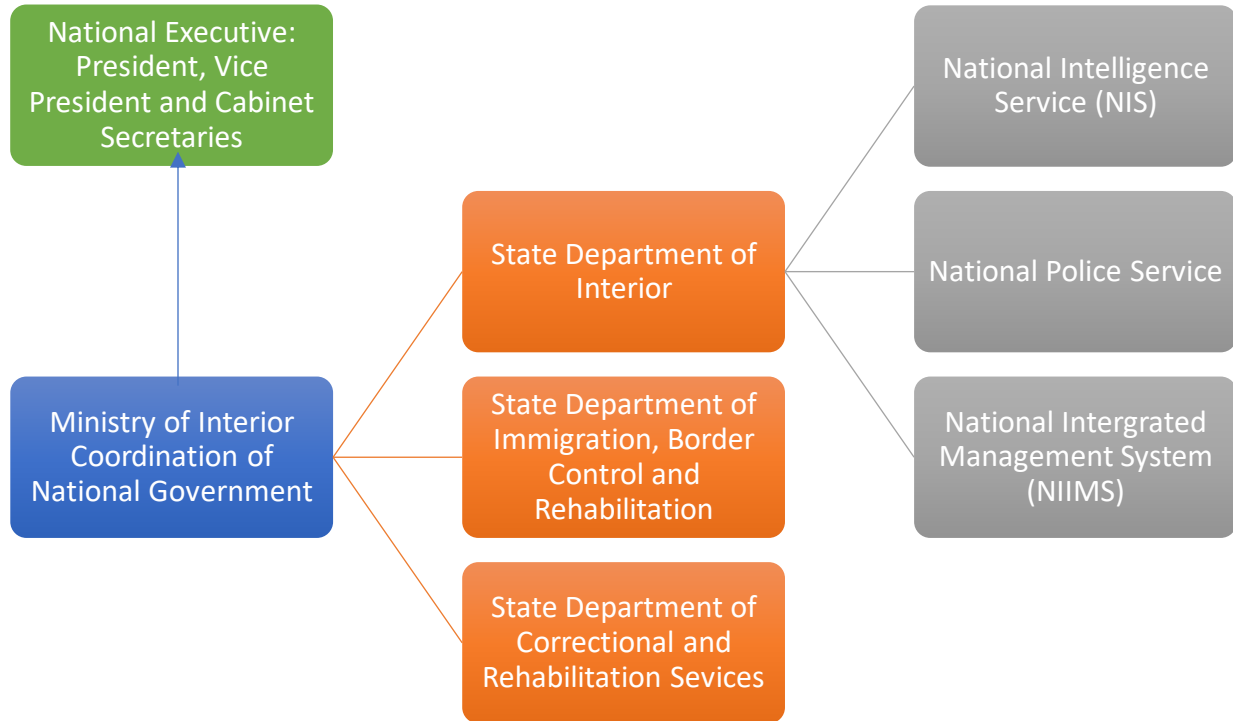 National Executive:
President, Vice
President and Cabinet
Secretaries
Ministry of Interior
Coordination of
National Government
State Department of
Interior
State Department of
Immigration, Border
Control and
Rehabilitation
State Department of
Correctional and
Rehabilitation Sevices
National Intelligence
Service (NIS)
National Police Service
National Intergrated
Management System
(NIIMS)